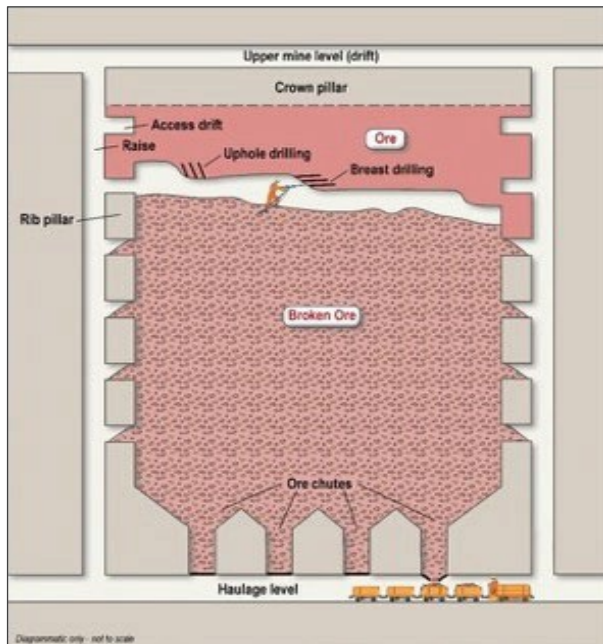 Upper mine level (drift)
Crown pillar
Access drift
Ore
Raise
Uphole drilling
Breast drilling
Rib pillar
Broken Ore
Ore chutes
Haulage level
Diagrammatic only - not to scale